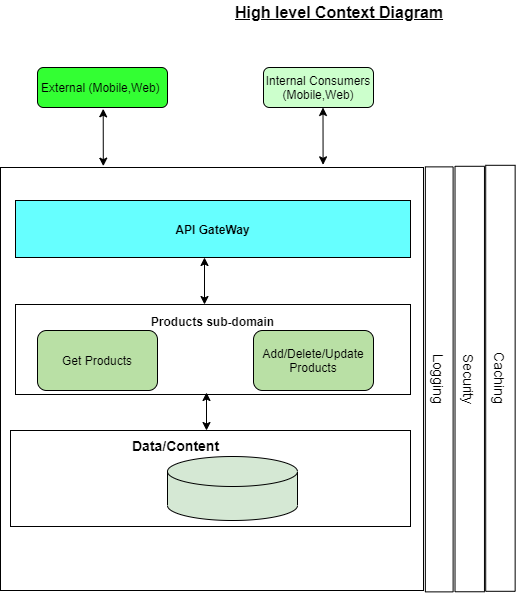 High level Context Diagram
External (Mobile,Web)
Internal Consumers
(Mobile,Web)
API GateWay
Products sub-domain
Get Products
Add/Delete/Update
Products
Data/Content
Logging
Security
Caching